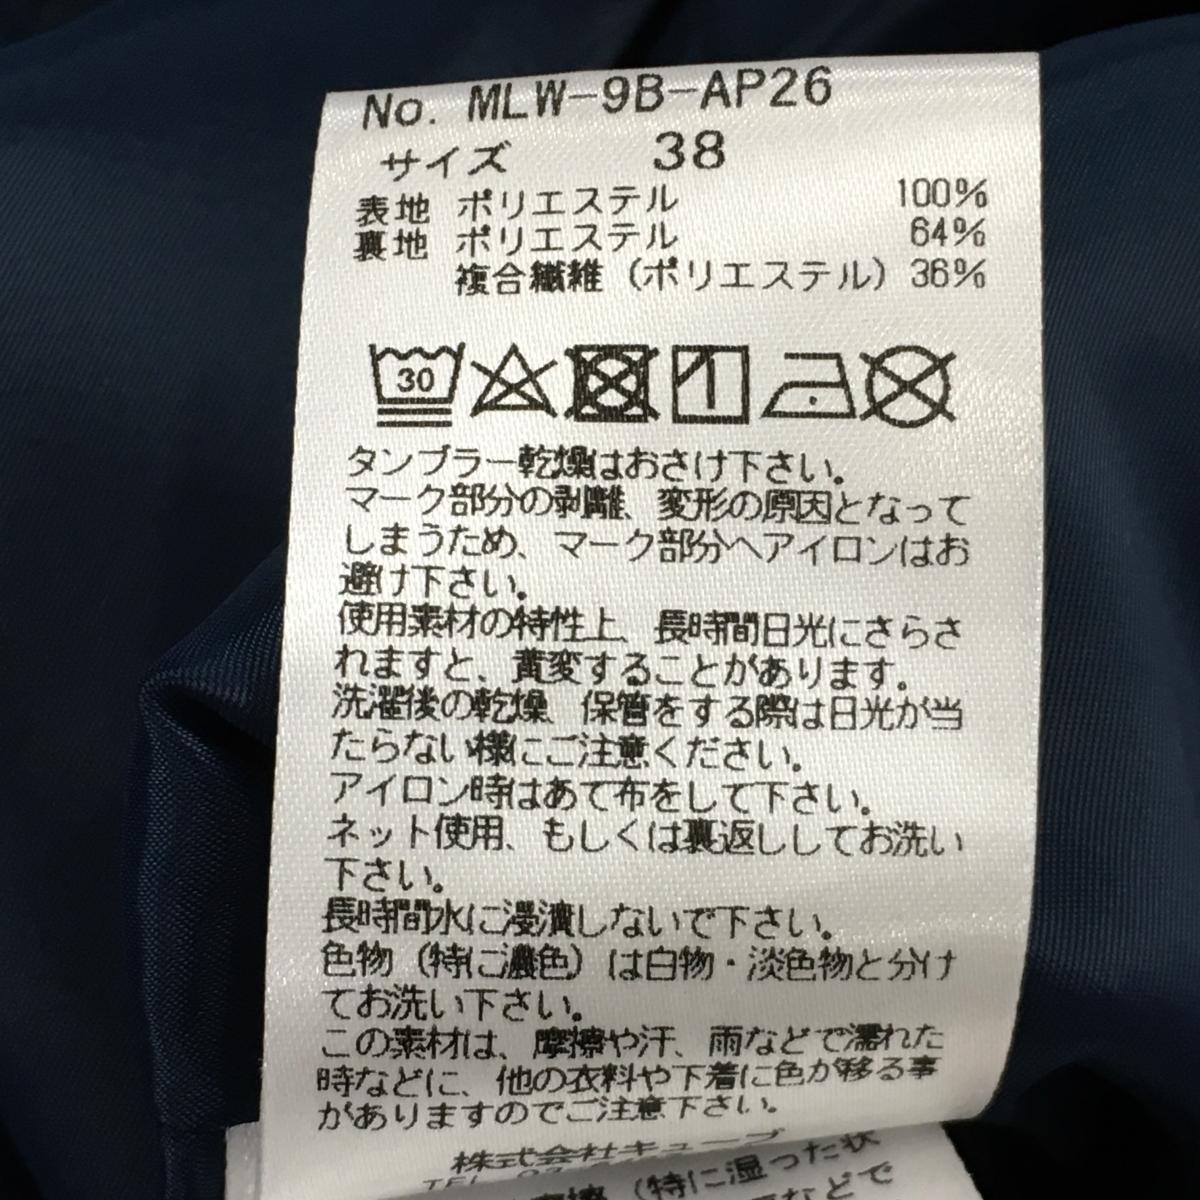 No. MLW-9B-AP26
サイズ 38
表地 ポリエステル 100%
裏地 ポリエステル 64%
複合繊維（ポリエステル）36%
30
タンブラー乾燥はおさけ下さい。
マーク部分の剥離、変形の原因となって
しまうため、マーク部分へアイロンはお
避け下さい。
使用素材の特性上、長時間日光にさらさ
れますと、黄変することがあります。
洗濯後の乾燥、保管をする際は日光が当
たらない様にご注意ください。
アイロン時はあて布をして下さい。
ネット使用、もしくは裏返ししてお洗い
下さい。
長時間水に浸漬しないで下さい。
色物（特に濃色）は白物・淡色物と分け
てお洗い下さい。
この素材は、摩擦や汗、雨などで濡れた
時などに、他の衣料や下着に色が移る事
がありますのでご注意下さい。
株式会社キューブ
TEL
（特に湿った状
などで